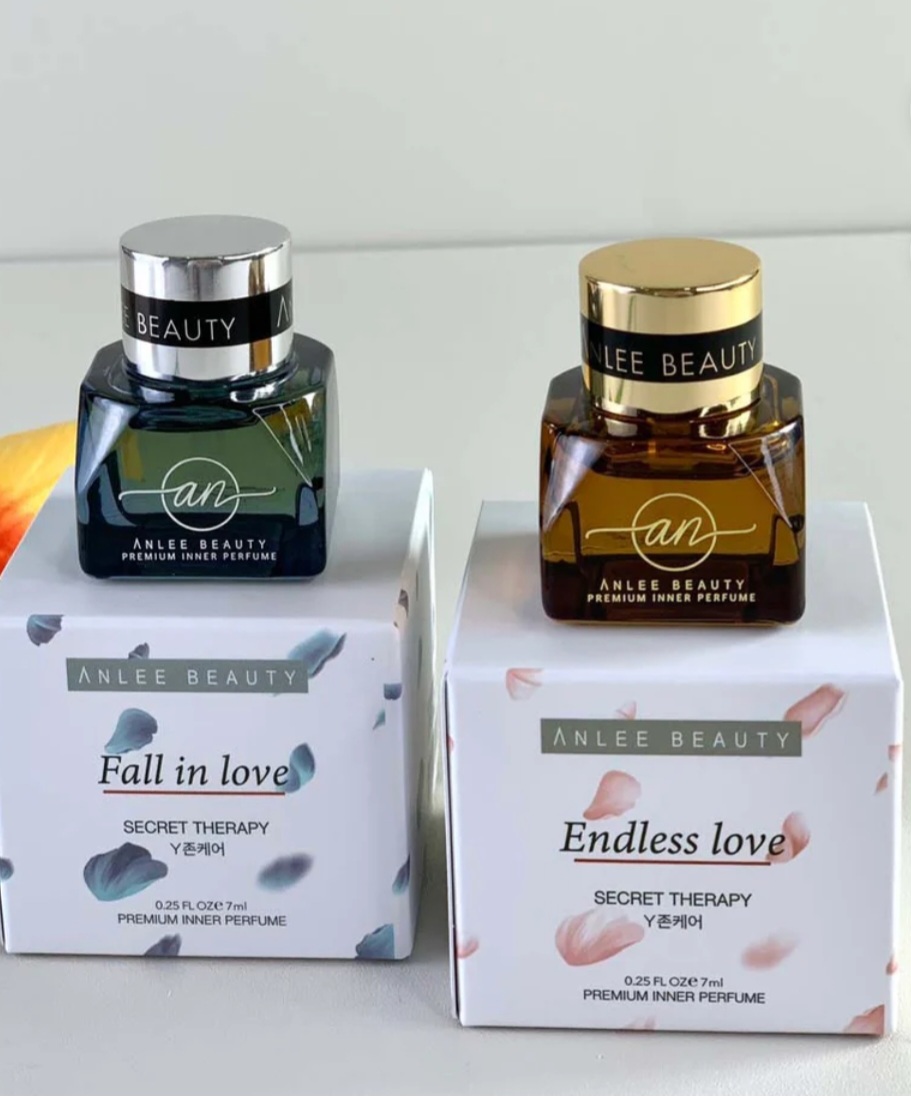 E BEAUTY
an
ANLEE BEAUTY
PREMIUM INNER PERFUME
ANLEE BEAUTY
Fall in love
SECRET THERAPY
Y존케어
0.25 FL OZ℮ 7ml
PREMIUM INNER PERFUME
NLEE BEAUTY
an
ANLEE BEAUTY
PREMIUM INNER PERFUME
ANLEE BEAUTY
Endless love
SECRET THERAPY
Y존케어
0.25 FL OZ℮ 7ml
PREMIUM INNER PERFUME